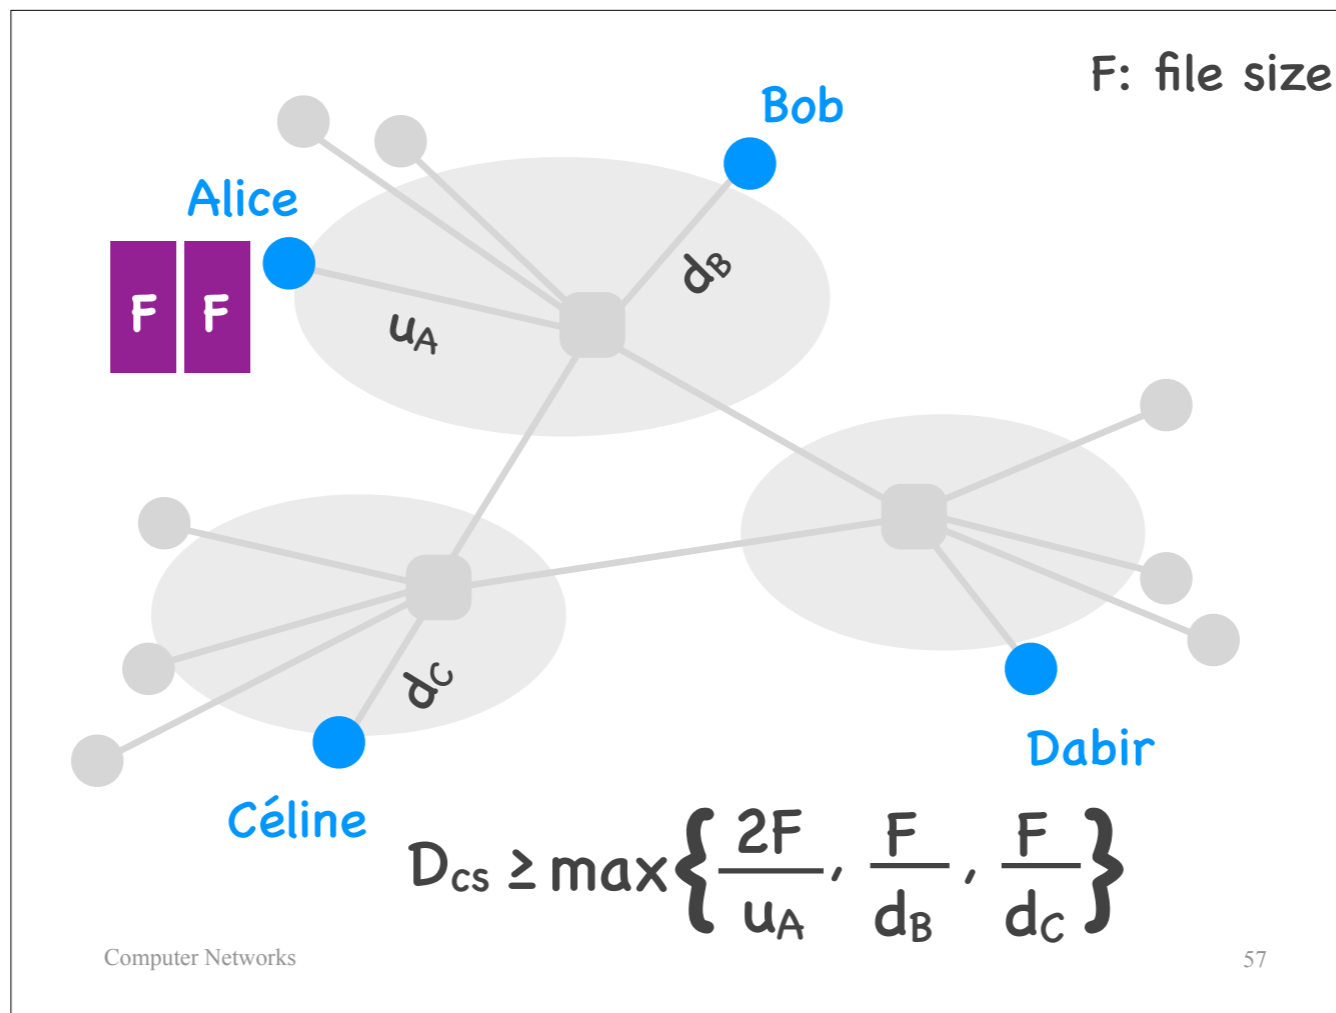 F: file size
Bob
Alice
F F
dB
uA
dC
Dabir
Céline
Dcs ≥ max{2F/uA, F/dB, F/dC}
Computer Networks
57